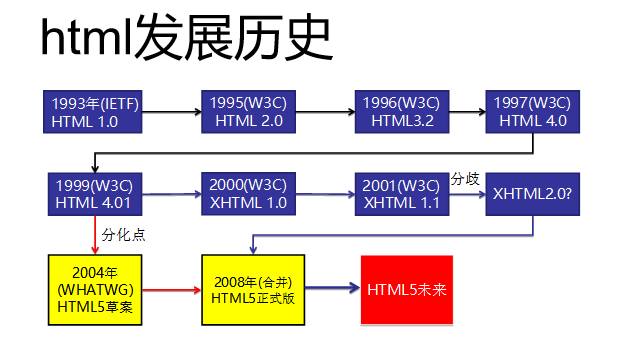 html发展历史
1993年(IETF)
HTML 1.0
1995(W3C)
HTML 2.0
1996(W3C)
HTML3.2
1997(W3C)
HTML 4.0
1999(W3C)
HTML 4.01
2000(W3C)
XHTML 1.0
2001(W3C)
XHTML 1.1
分歧
XHTML2.0?
分化点
2004年
(WHATWG)
HTML5草案
2008年(合并)
HTML5正式版
HTML5未来